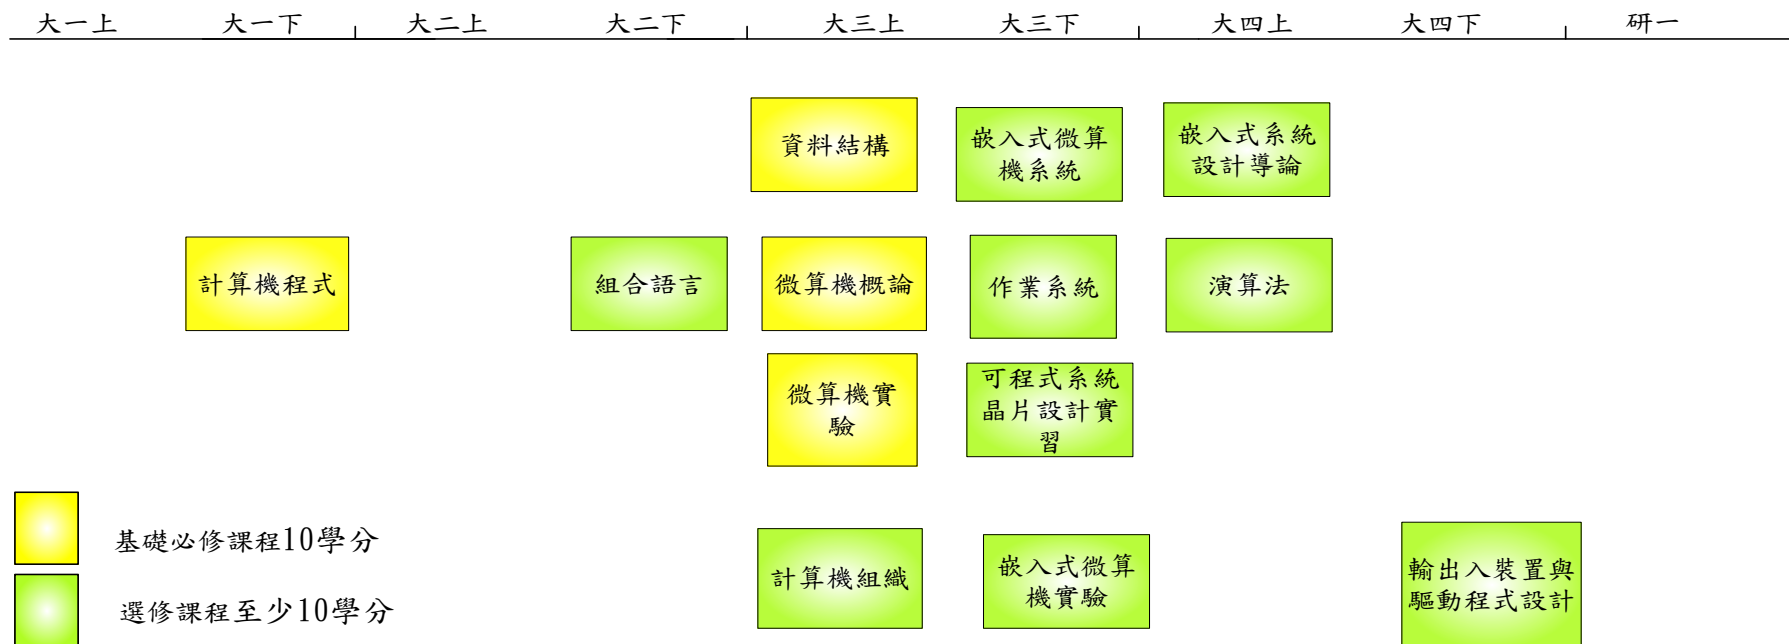 大一上
大一下
大二上
大二下
大三上
大三下
大四上
大四下
研一
資料結構
嵌入式微算
機系統
嵌入式系統
設計導論
計算機程式
組合語言
微算機概論
作業系統
演算法
微算機實
驗
可程式系統
晶片設計實
習
基礎必修課程10學分
計算機組織
嵌入式微算
機實驗
輸出入裝置與
驅動程式設計
選修課程至少10學分